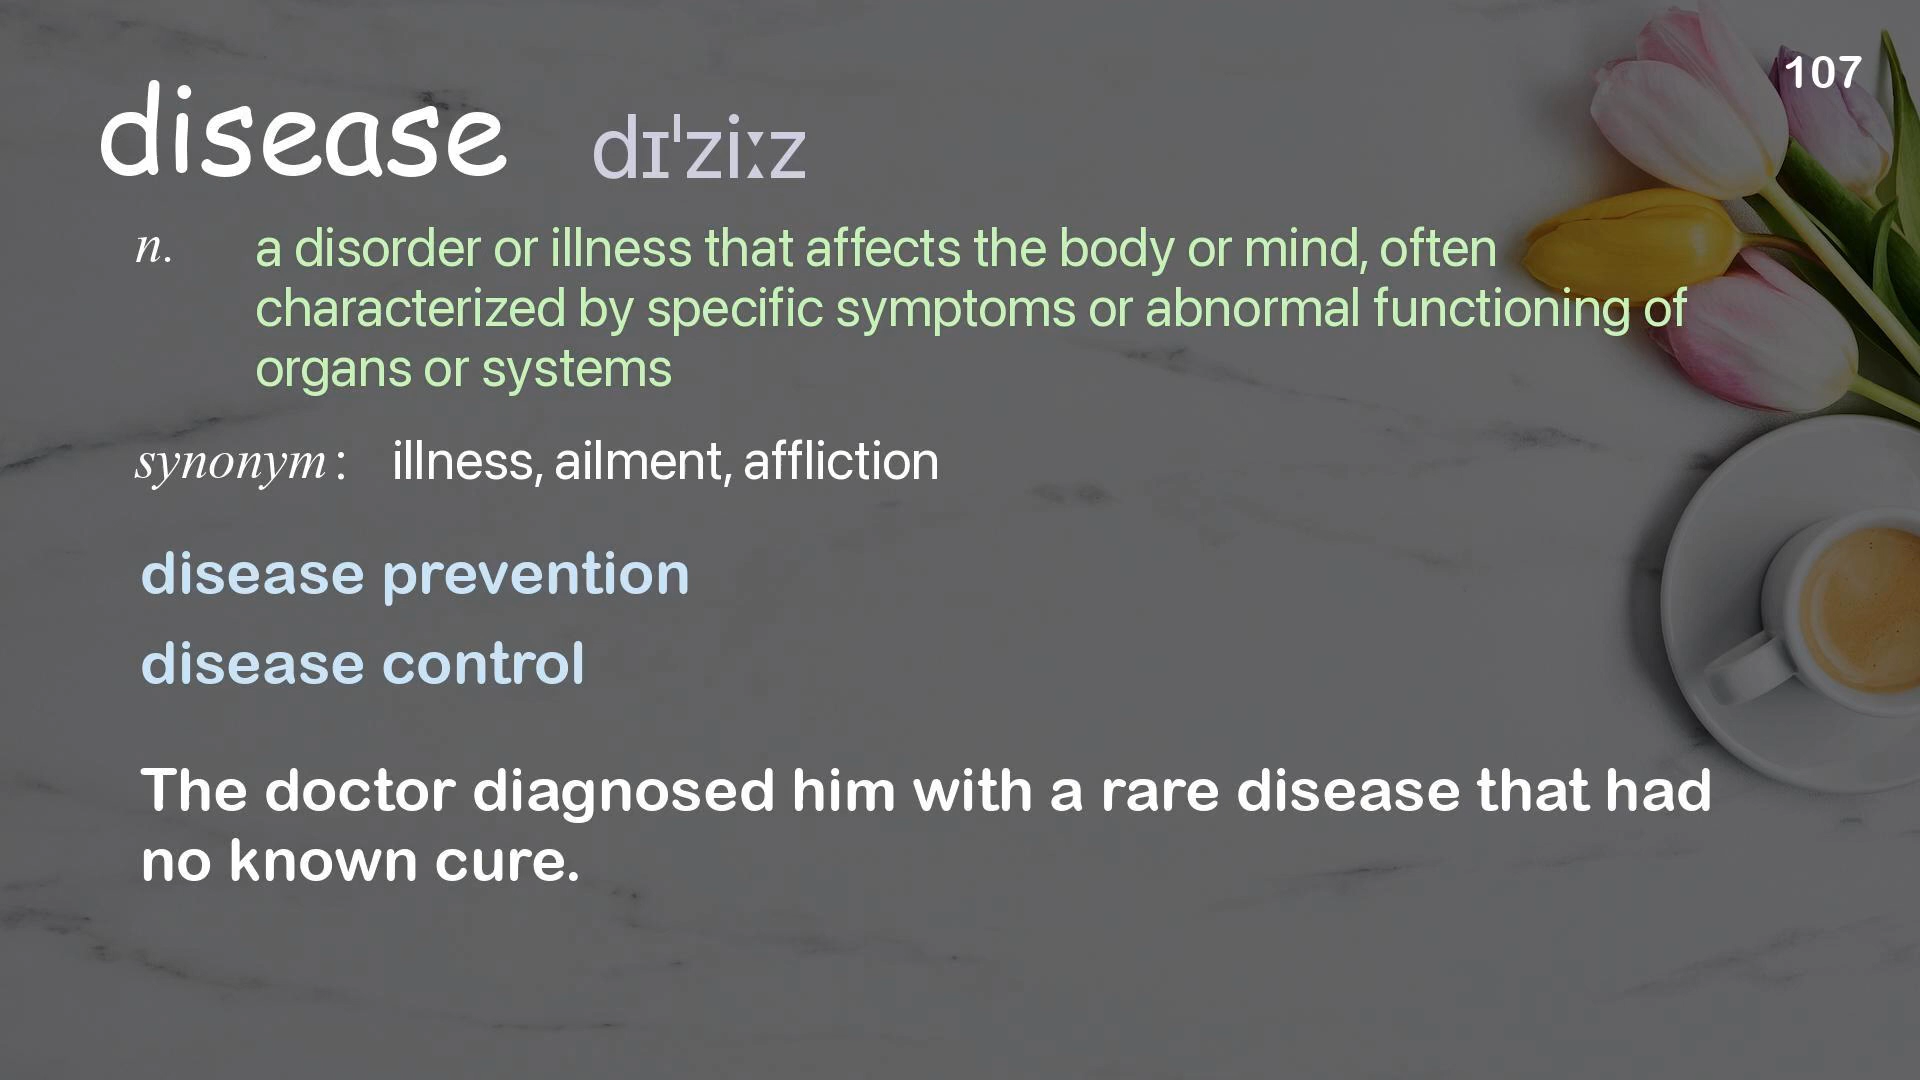 107
disease dɪˈziːz
n. a disorder or illness that affects the body or mind, often
characterized by specific symptoms or abnormal functioning of
organs or systems
synonym: illness, ailment, affliction
disease prevention
disease control
The doctor diagnosed him with a rare disease that had
no known cure.